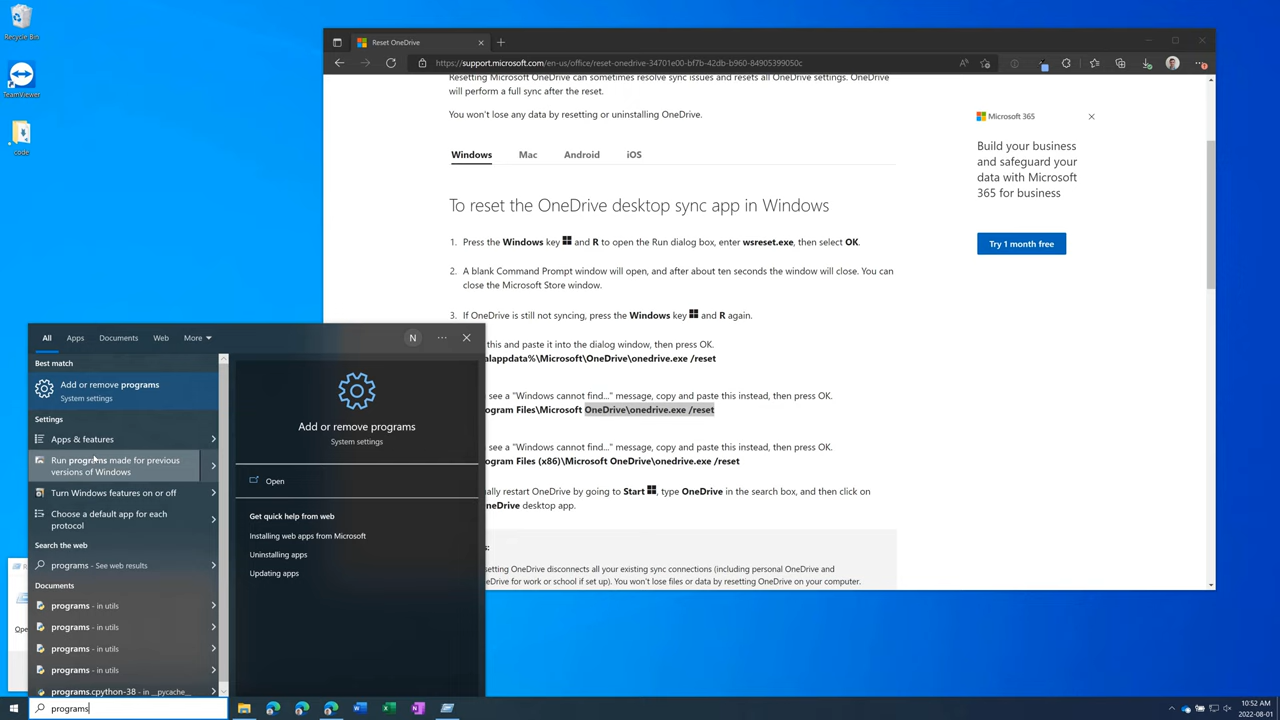 Recycle Bin
TeamViewer
code
Reset OneDrive
https://support.microsoft.com/en-us/office/reset-onedrive-34701e00-bf7b-42db-b960-84905399050c
Resetting Microsoft OneDrive can sometimes resolve sync issues and resets all OneDrive settings. OneDrive
will perform a full sync after the reset.
You won't lose any data by resetting or uninstalling OneDrive.
Windows Mac Android iOS
To reset the OneDrive desktop sync app in Windows
1. Press the Windows key and R to open the Run dialog box, enter wsreset.exe, then select OK.
2. A blank Command Prompt window will open, and after about ten seconds the window will close. You can
close the Microsoft Store window.
3. If OneDrive is still not syncing, press the Windows key and R again.
this and paste it into the dialog window, then press OK.
alappdata%\Microsoft\OneDrive\onedrive.exe /reset
see a "Windows cannot find..." message, copy and paste this instead, then press OK.
ogram Files\Microsoft OneDrive\onedrive.exe /reset
see a "Windows cannot find..." message, copy and paste this instead, then press OK.
ogram Files (x86)\Microsoft OneDrive\onedrive.exe /reset
ally restart OneDrive by going to Start , type OneDrive in the search box, and then click on
eDrive desktop app.
s:
setting OneDrive disconnects all your existing sync connections (including personal OneDrive and
eDrive for work or school if set up). You won't lose files or data by resetting OneDrive on your computer.
Microsoft 365
Build your business
and safeguard your
data with Microsoft
365 for business
Try 1 month free
All Apps Documents Web More
N
Best match
Add or remove programs
System settings
Settings
Apps & features
Run programs made for previous
versions of Windows
Turn Windows features on or off
Choose a default app for each
protocol
Search the web
programs - See web results
Documents
programs - in utils
programs - in utils
programs - in utils
programs - in utils
programs.cpython-38 - in __pycache__
Add or remove programs
System settings
Open
Get quick help from web
Installing web apps from Microsoft
Uninstalling apps
Updating apps
Ope
programs
10:52 AM
2022-08-01